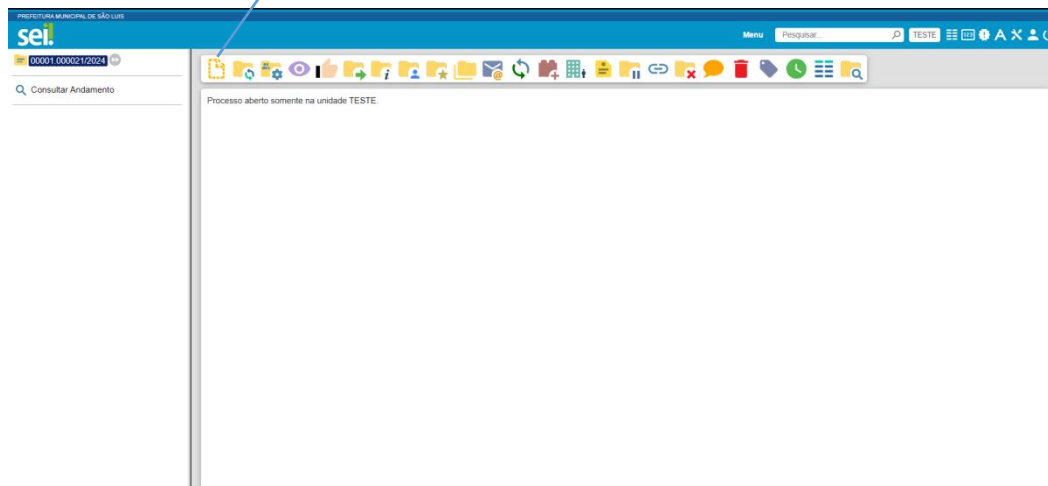 PREFEITURA MUNICIPAL DE SÃO LUIS
sei!
Menu
Pesquisar...
TESTE
00001.000021/2024
Consultar Andamento
Processo aberto somente na unidade TESTE.